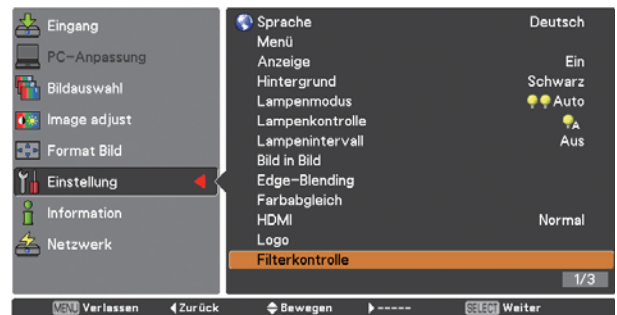 Eingang
PC-Anpassung
Bildauswahl
Image adjust
Format Bild
Einstellung
Information
Netzwerk
Sprache Deutsch
Menü
Anzeige Ein
Hintergrund Schwarz
Lampenmodus Auto
Lampenkontrolle A
Lampenintervall Aus
Bild in Bild
Edge-Blending
Farbabgleich
HDMI Normal
Logo
Filterkontrolle
1/3
MENU Verlassen Zurück Bewegen ----- SELECT Weiter